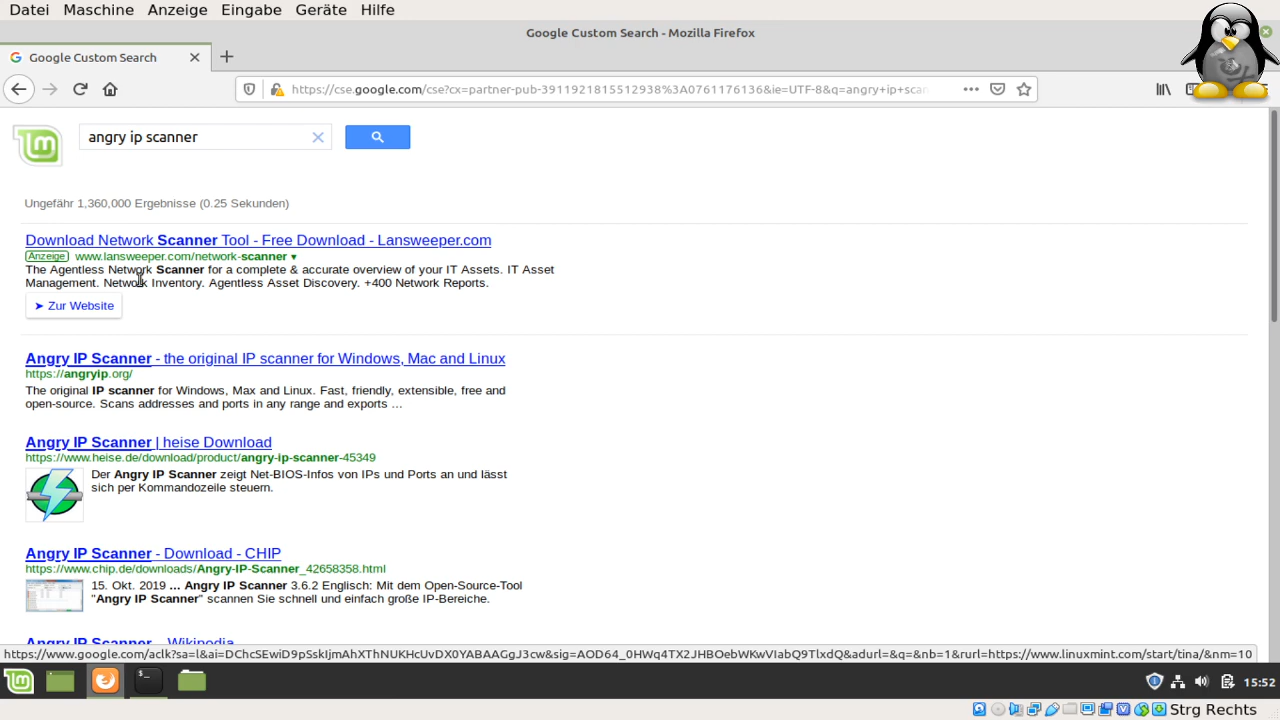 Datei Maschine Anzeige Eingabe Geräte Hilfe
Google Custom Search - Mozilla Firefox
Google Custom Search
https://cse.google.com/cse?cx=partner-pub-3911921815512938%3A0761176136&ie=UTF-8&q=angry+ip+scan
angry ip scanner
Ungefähr 1,360,000 Ergebnisse (0.25 Sekunden)
Download Network Scanner Tool - Free Download - Lansweeper.com
Anzeige www.lansweeper.com/network-scanner
The Agentless Network Scanner for a complete & accurate overview of your IT Assets. IT Asset
Management. Network Inventory. Agentless Asset Discovery. +400 Network Reports.
Zur Website
Angry IP Scanner - the original IP scanner for Windows, Mac and Linux
https://angryip.org/
The original IP scanner for Windows, Max and Linux. Fast, friendly, extensible, free and
open-source. Scans addresses and ports in any range and exports ...
Angry IP Scanner | heise Download
https://www.heise.de/download/product/angry-ip-scanner-45349
Der Angry IP Scanner zeigt Net-BIOS-Infos von IPs und Ports an und lässt
sich per Kommandozeile steuern.
Angry IP Scanner - Download - CHIP
https://www.chip.de/downloads/Angry-IP-Scanner_42658358.html
15. Okt. 2019 ... Angry IP Scanner 3.6.2 Englisch: Mit dem Open-Source-Tool
"Angry IP Scanner" scannen Sie schnell und einfach große IP-Bereiche.
Angry IP Scanner – Wikipedia
https://www.google.com/aclk?sa=l&ai=DChcSEwiD9pSskIjmAhXThNUKHcUvDX0YABAAGgJ3cw&sig=AOD64_0HWq4TX2JHBOebWKwVIabQ9TlxdQ&adurl=&q=&nb=1&rurl=https://www.linuxmint.com/start/tina/&nm=10
15:52
Strg Rechts